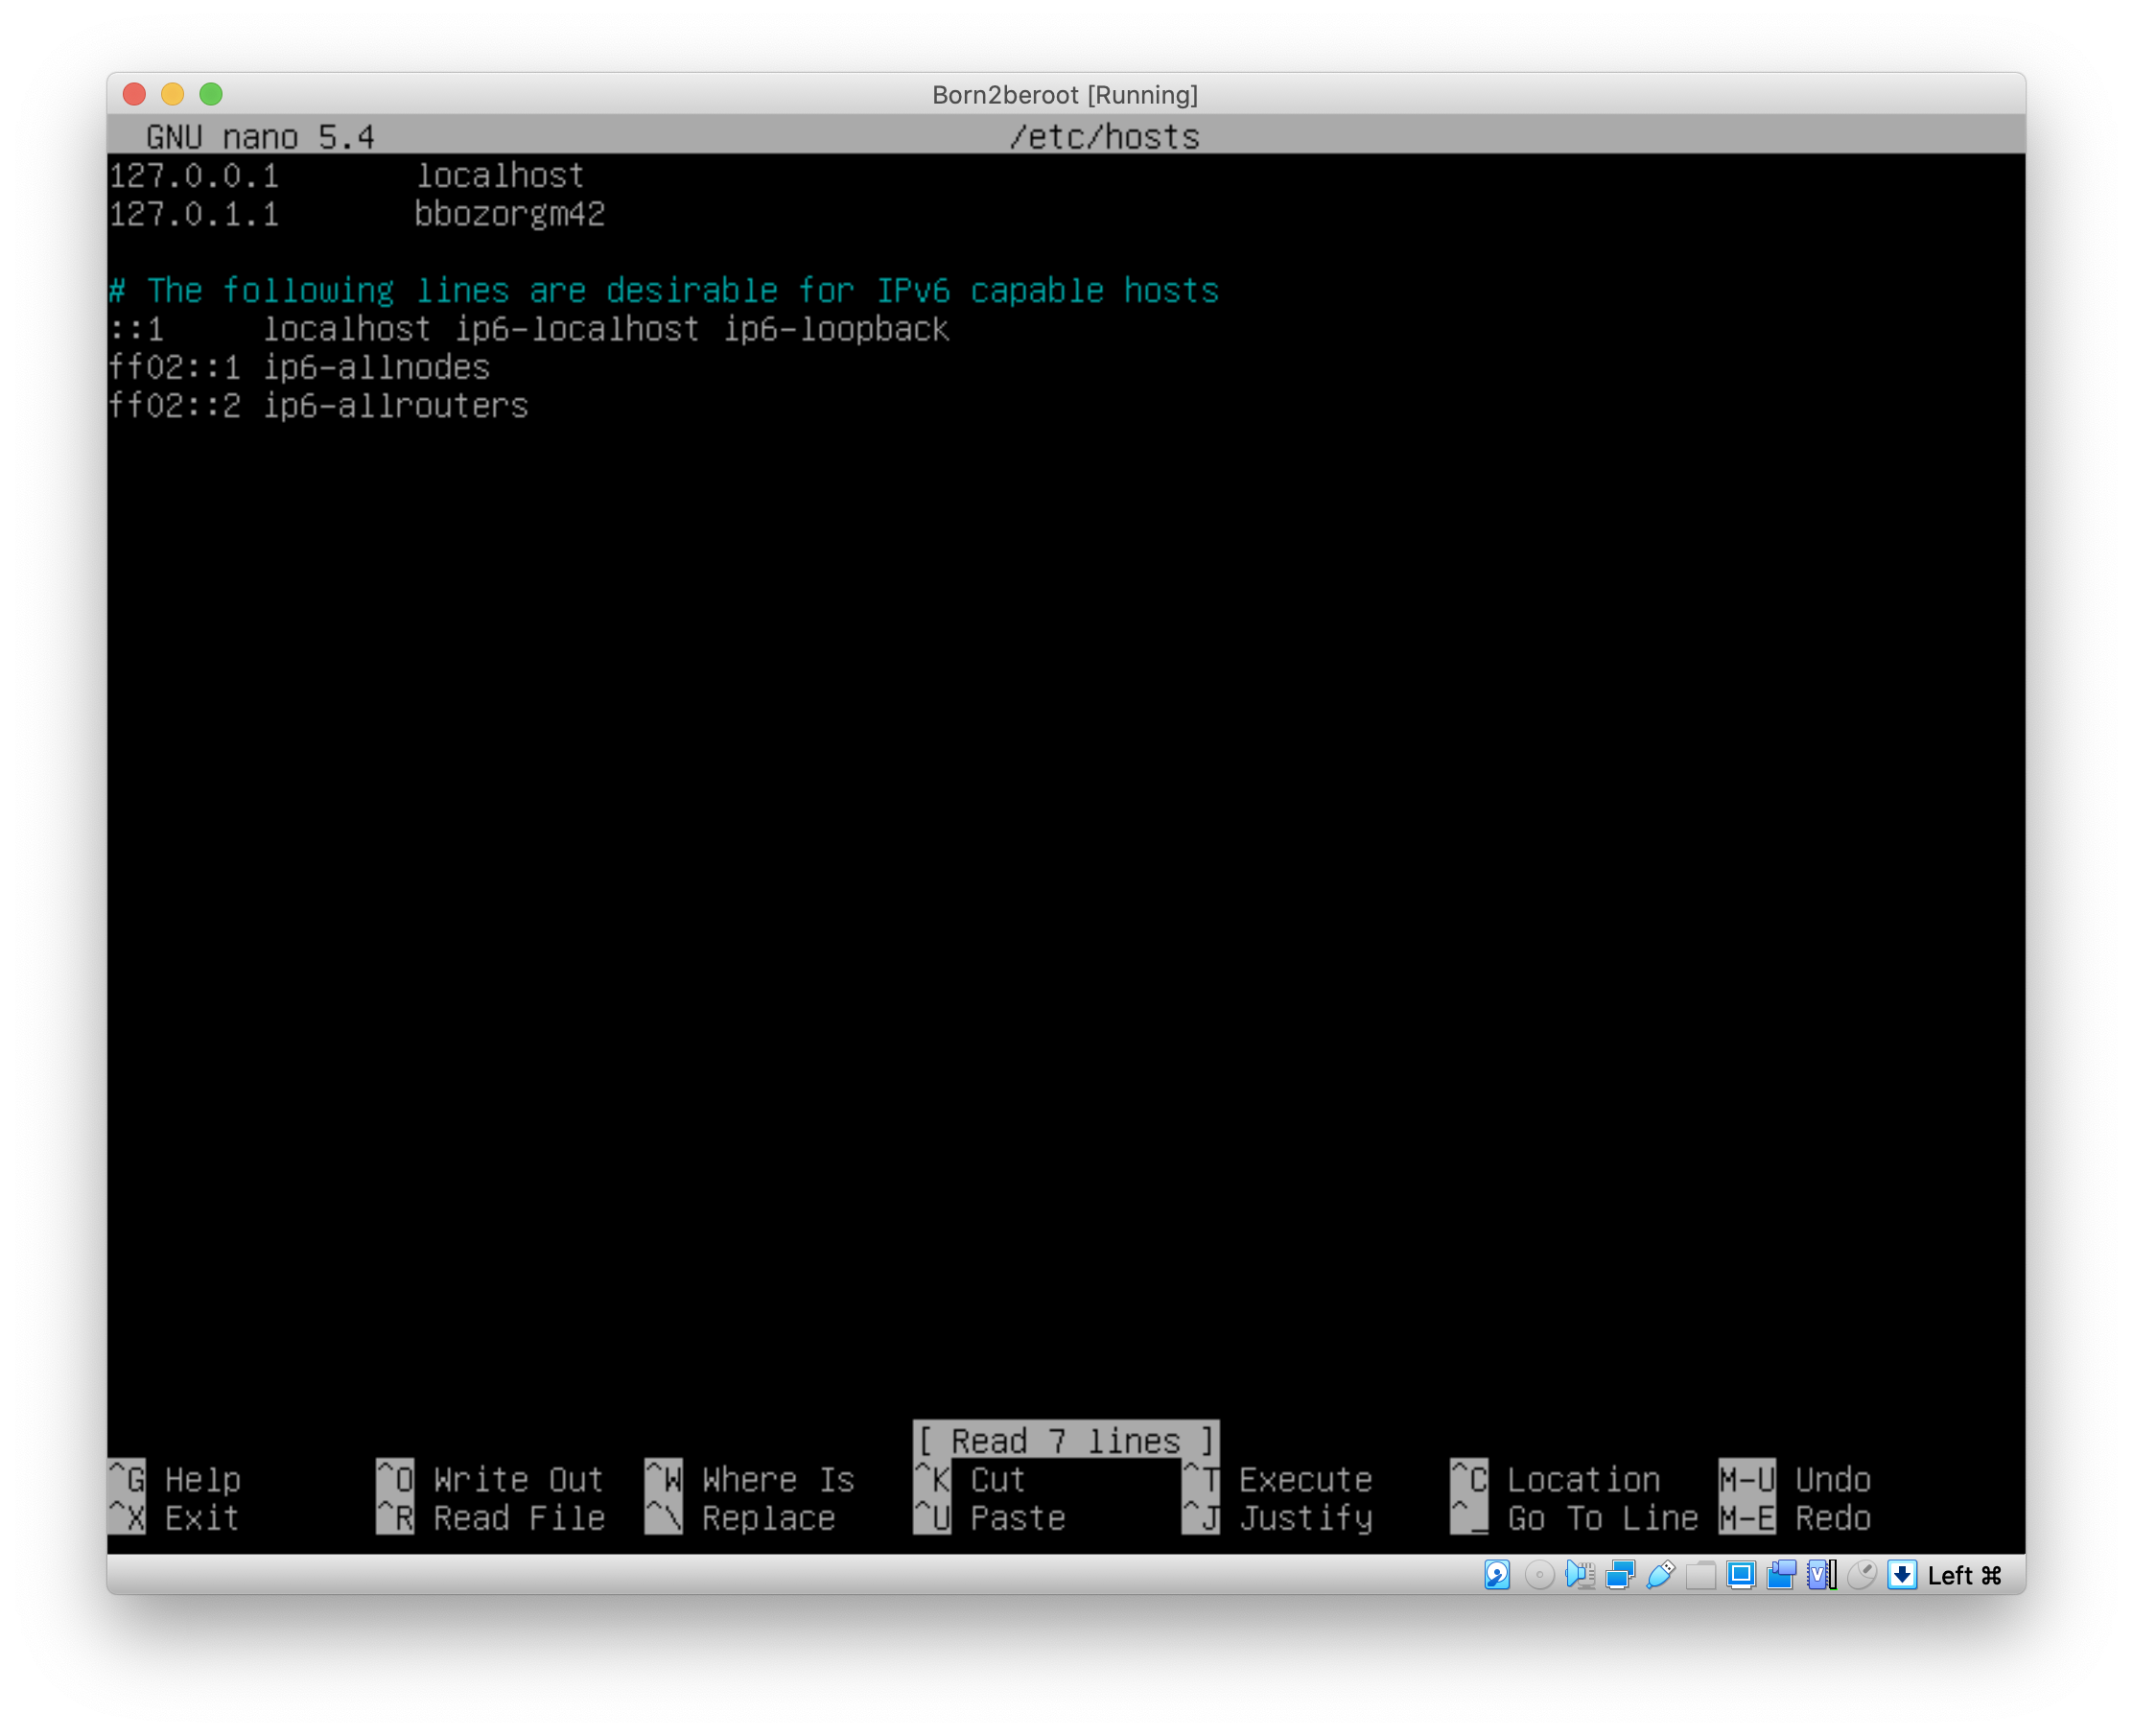 Born2beroot [Running]
GNU nano 5.4 /etc/hosts
127.0.0.1 localhost
127.0.1.1 bbozorgm42
# The following lines are desirable for IPv6 capable hosts
::1 localhost ip6-localhost ip6-loopback
ff02::1 ip6-allnodes
ff02::2 ip6-allrouters
[ Read 7 lines ]
^G Help ^O Write Out ^W Where Is ^K Cut ^T Execute ^C Location M-U Undo
^X Exit ^R Read File ^\ Replace ^U Paste ^J Justify ^_ Go To Line M-E Redo
Left ⌘